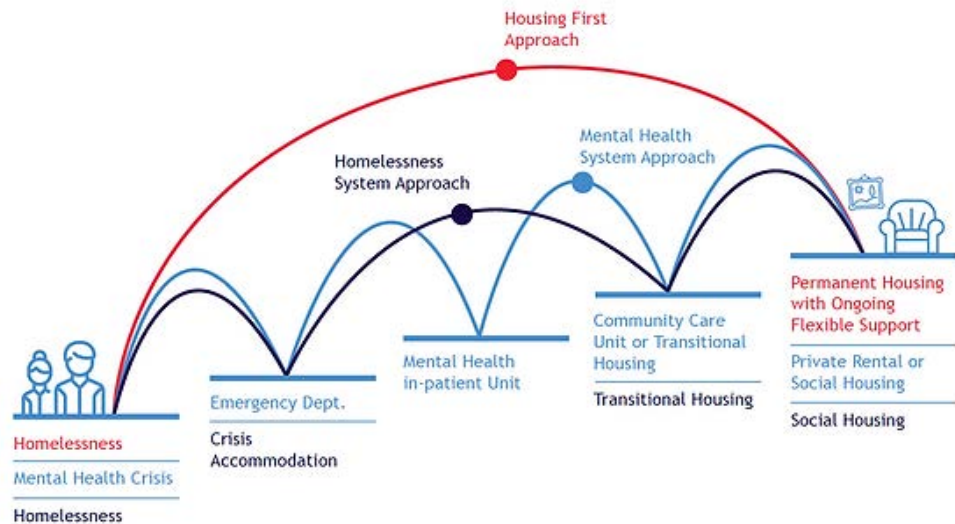 Housing First
Approach
Mental Health
System Approach
Homelessness
System Approach
Homelessness
Mental Health Crisis
Homelessness
Emergency Dept.
Crisis
Accommodation
Mental Health
in-patient Unit
Community Care
Unit or Transitional
Housing
Transitional Housing
Permanent Housing
with Ongoing
Flexible Support
Private Rental or
Social Housing
Social Housing